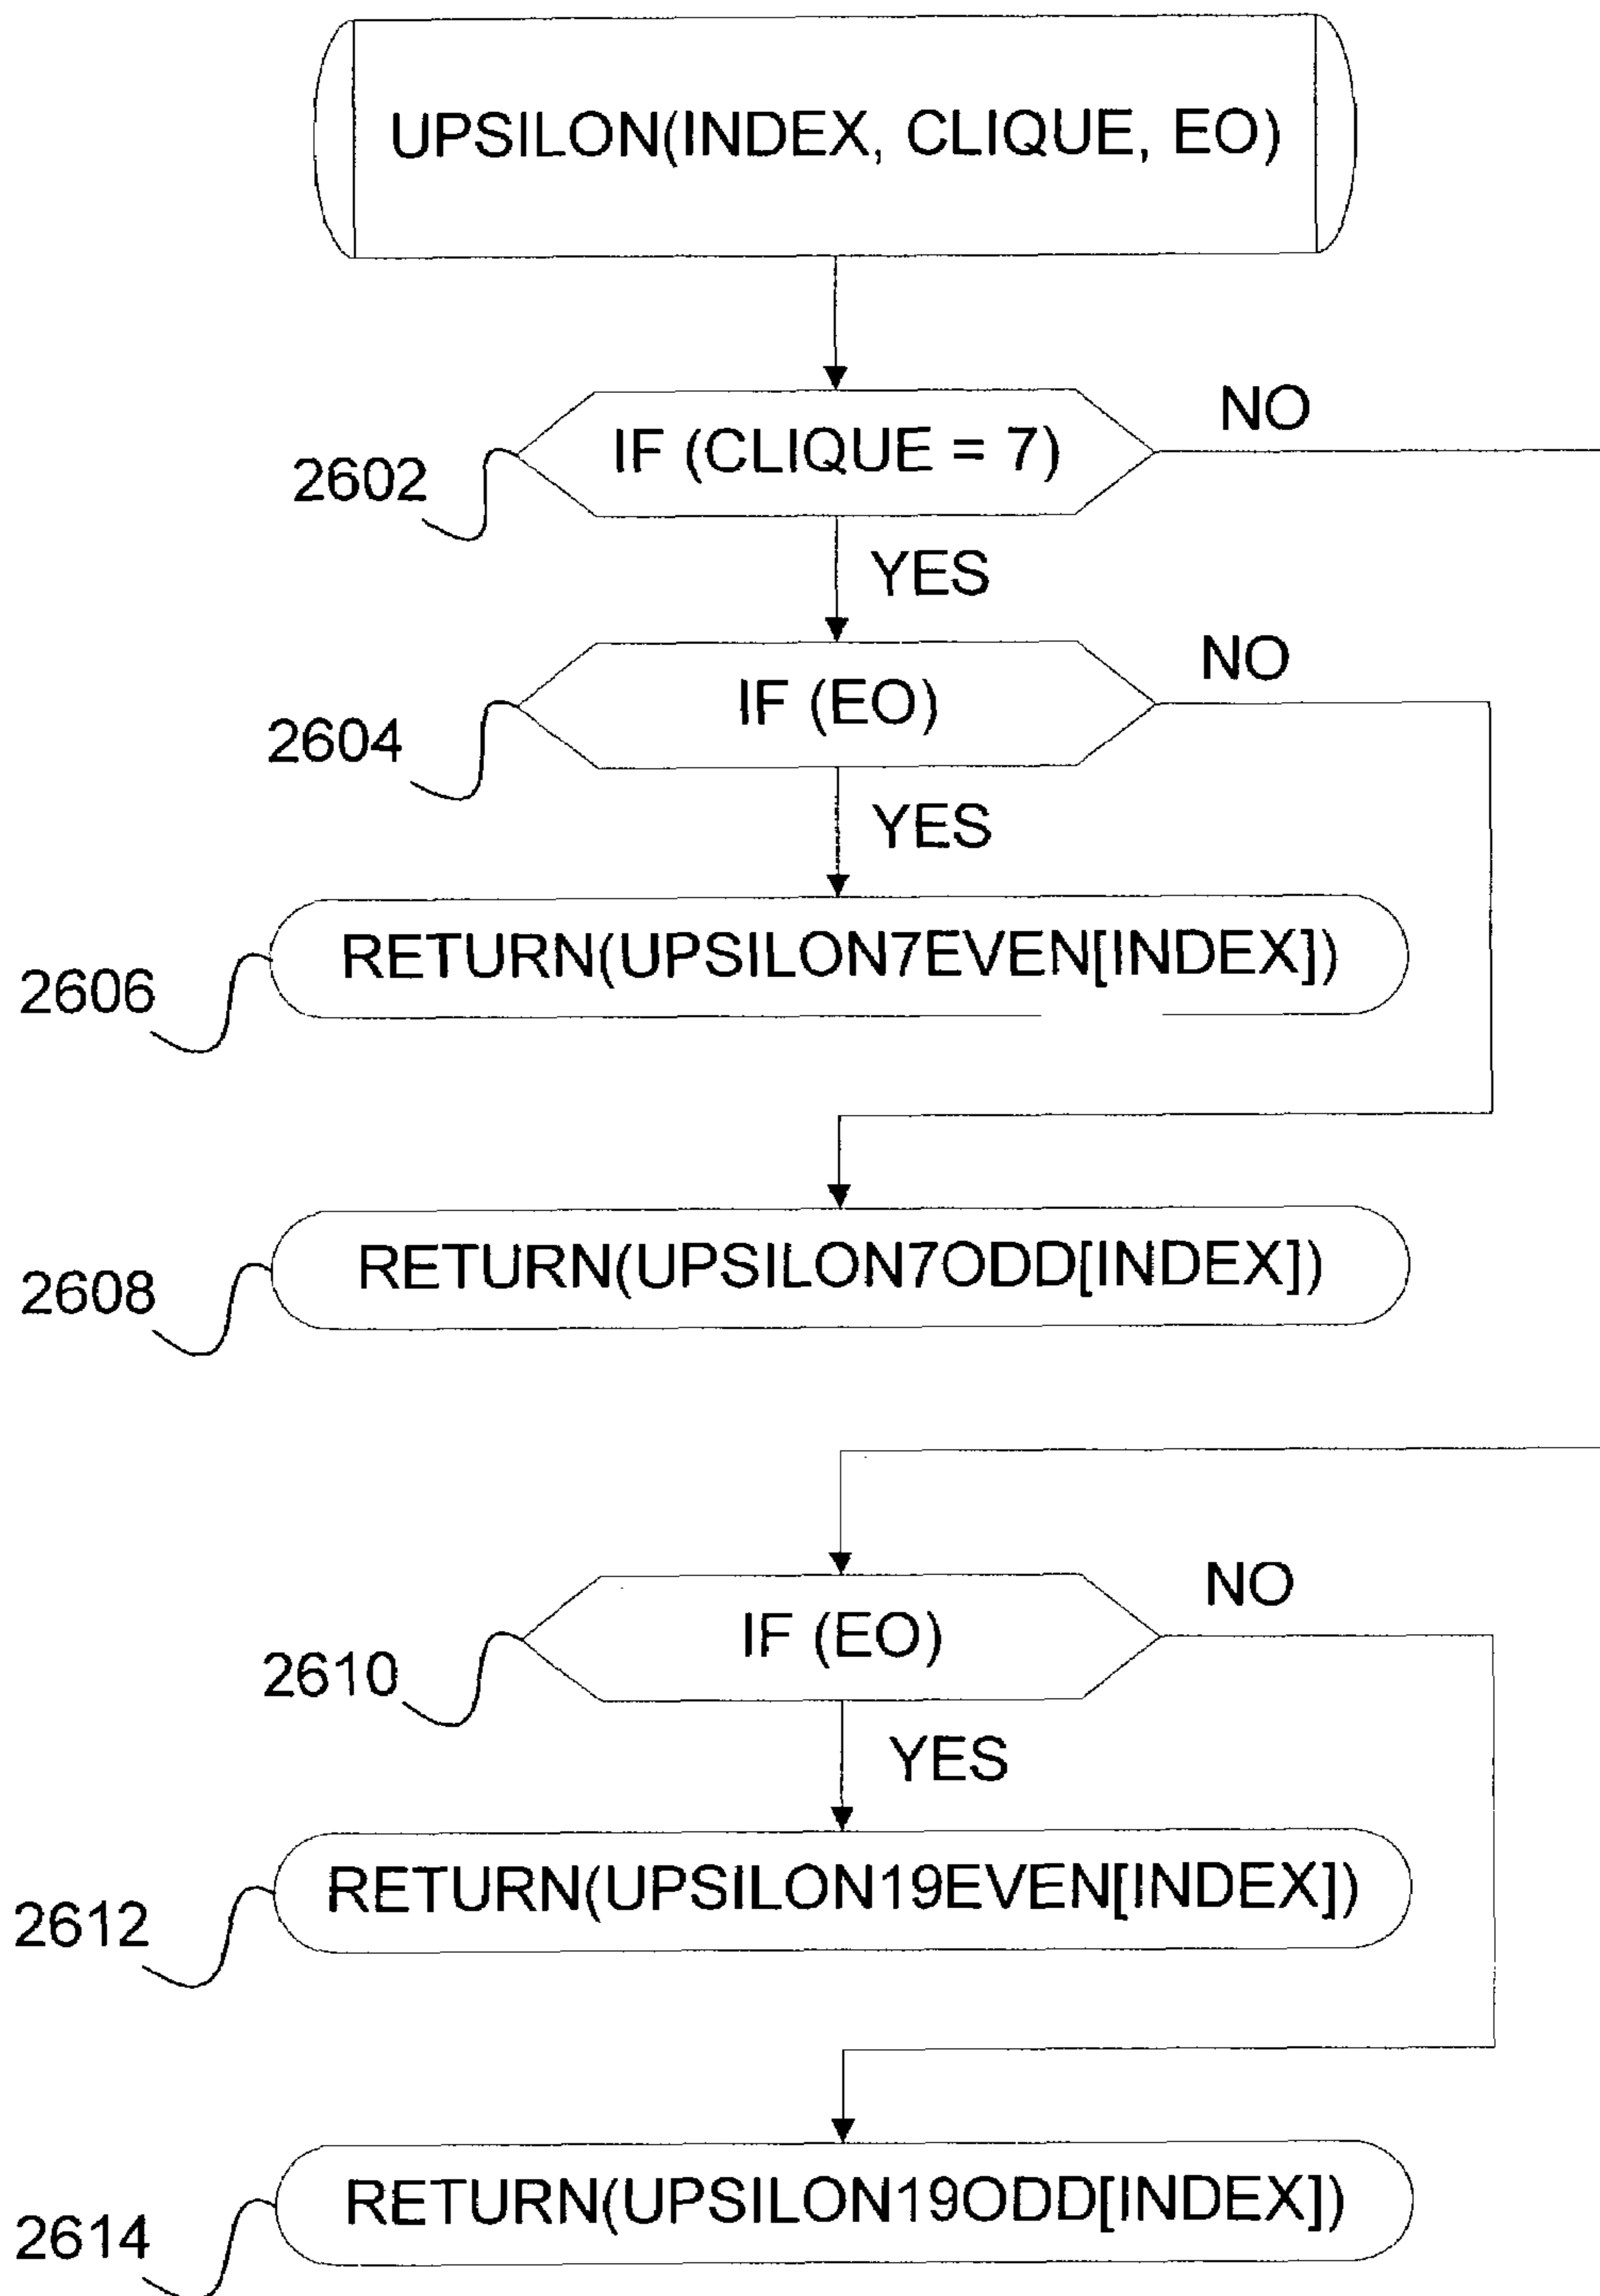 UPSILON(INDEX, CLIQUE, EO)
NO
IF (CLIQUE = 7)
2602
YES
NO
IF (EO)
2604
YES
RETURN(UPSILON7EVEN[INDEX])
2606
RETURN(UPSILON7ODD[INDEX])
2608
NO
IF (EO)
2610
YES
RETURN(UPSILON19EVEN[INDEX])
2612
RETURN(UPSILON19ODD[INDEX])
2614